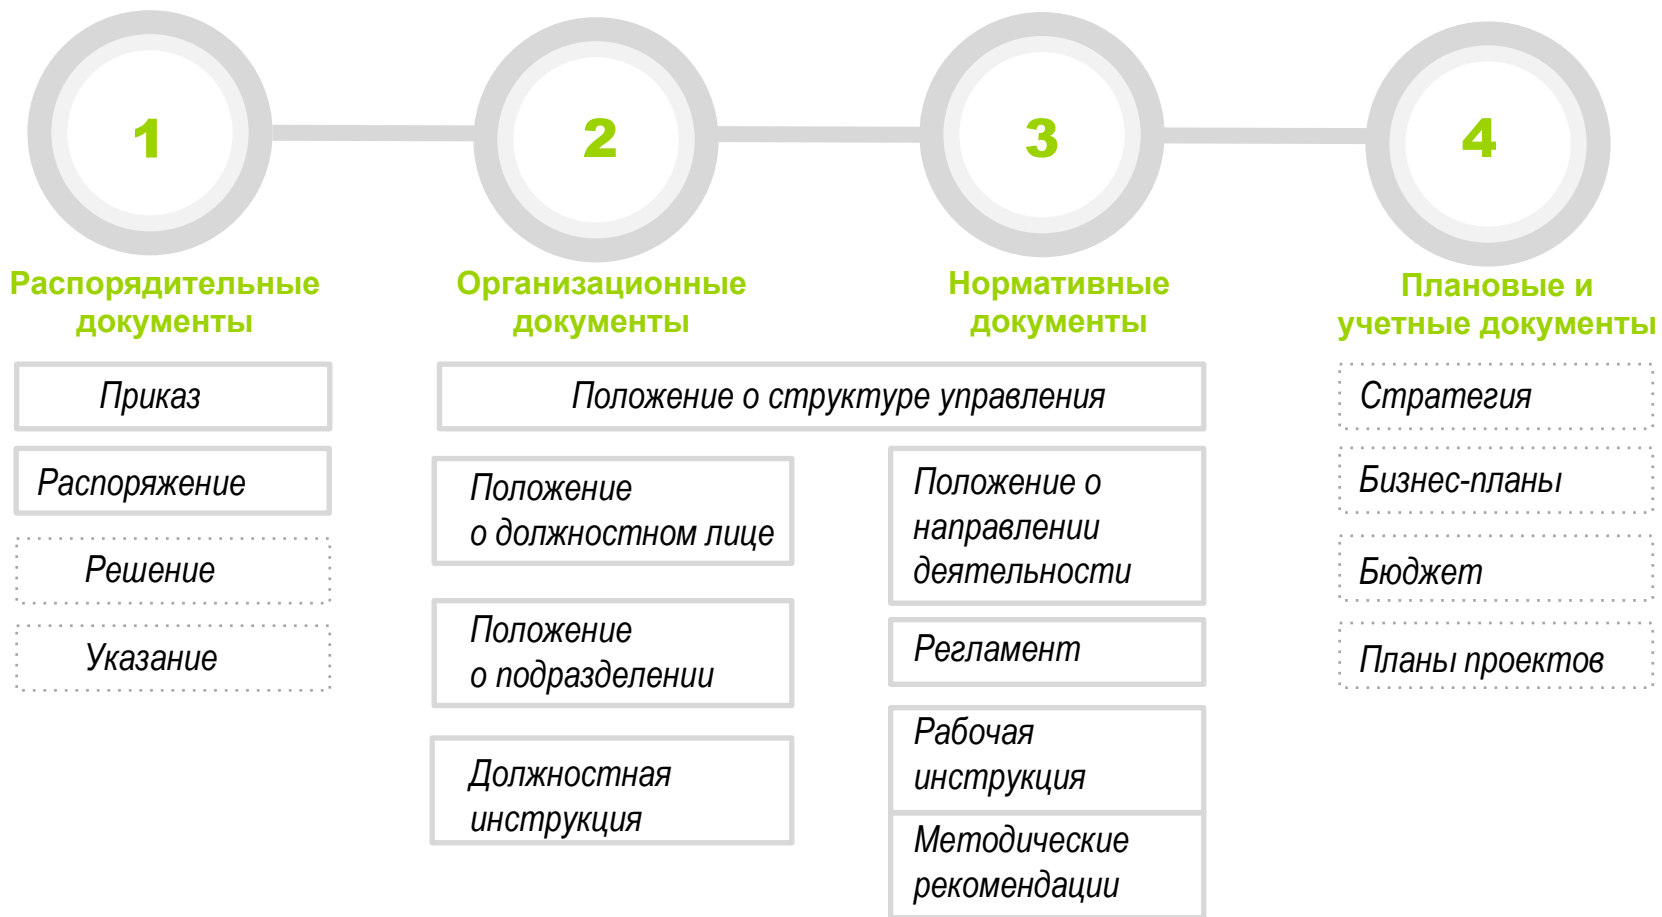 1
2
3
4
Распорядительные
документы
Организационные
документы
Нормативные
документы
Плановые и
учетные документы
Приказ
Распоряжение
Решение
Указание
Положение о структуре управления
Положение
о должностном лице
Положение
о подразделении
Должностная
инструкция
Положение о
направлении
деятельности
Регламент
Рабочая
инструкция
Методические
рекомендации
Стратегия
Бизнес-планы
Бюджет
Планы проектов